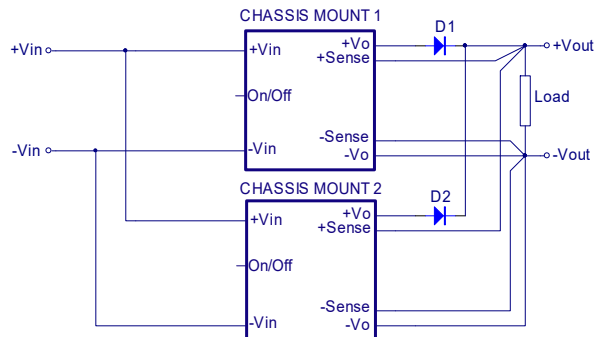 CHASSIS MOUNT 1
D1
+Vin
+Vin
+Vo
+Sense
+Vout
On/Off
Load
-Vin
-Vin
-Sense
-Vo
-Vout
CHASSIS MOUNT 2
D2
+Vin
+Vo
+Sense
On/Off
-Sense
-Vin
-Vo